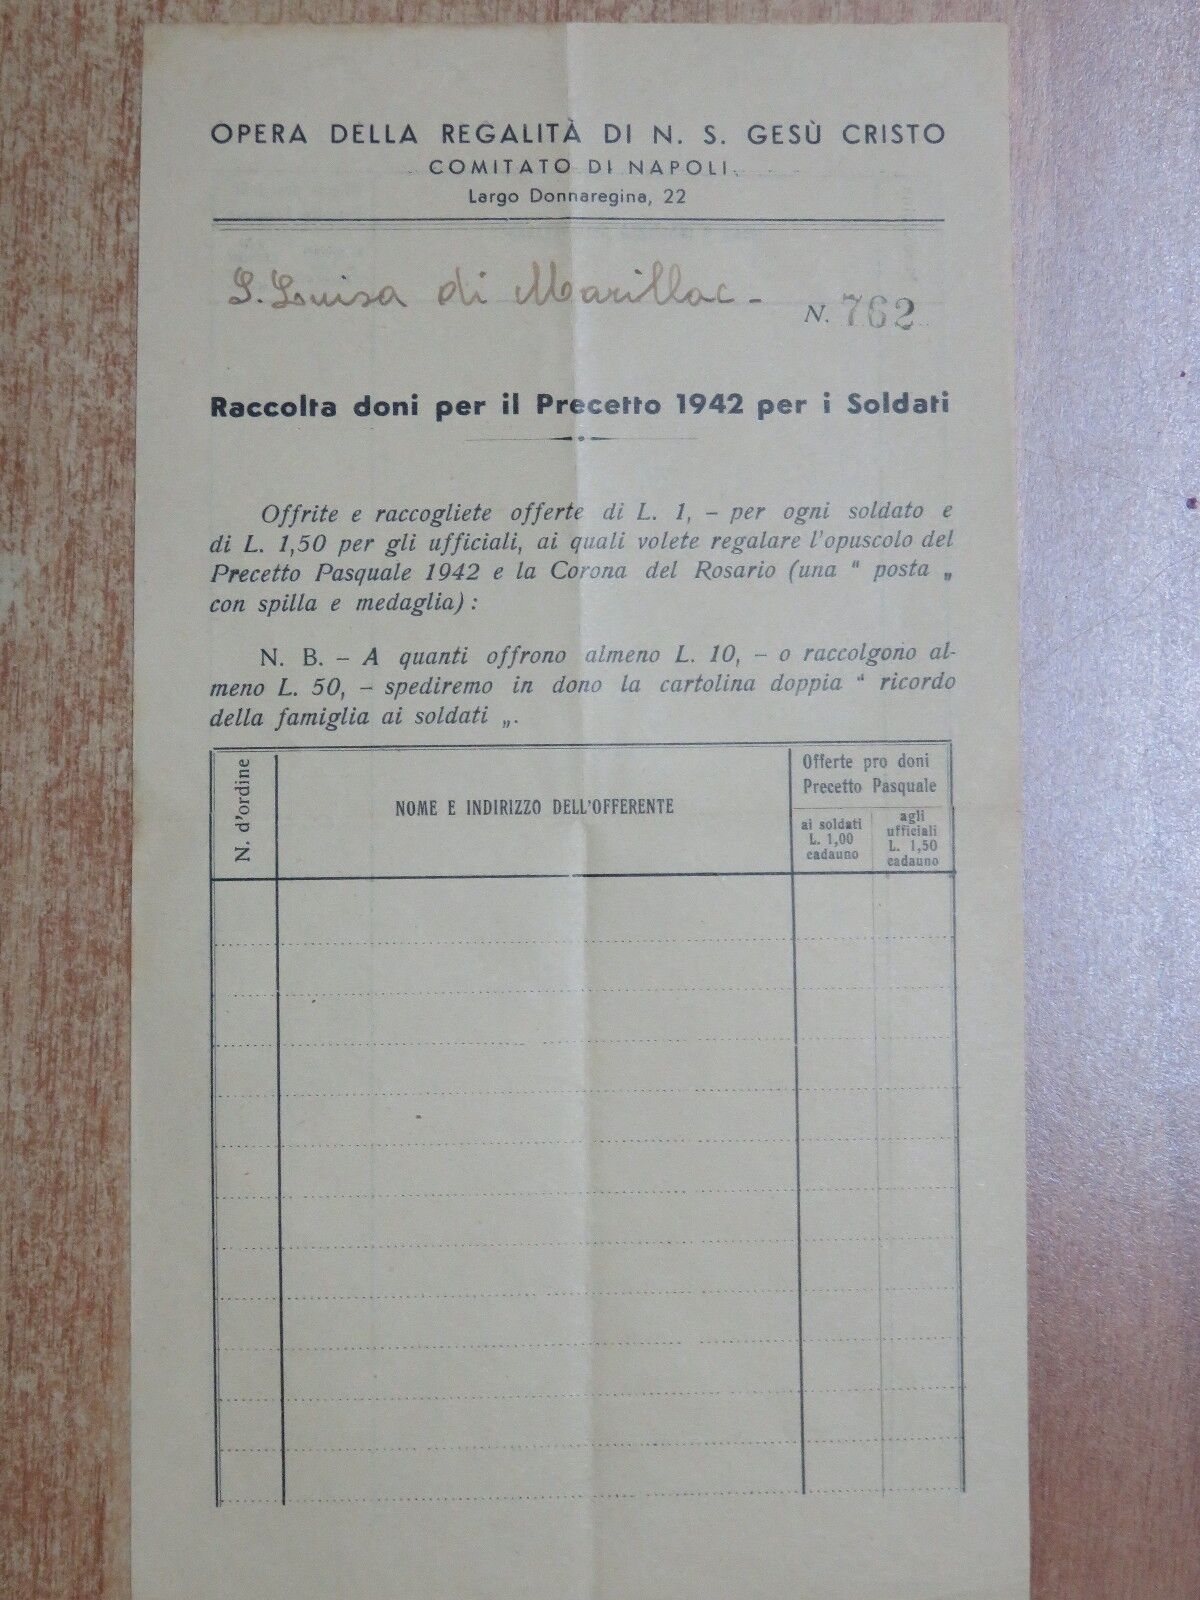 OPERA DELLA REGALITÀ DI N. S. GESÙ CRISTO
COMITATO DI NAPOLI
Largo Donnaregina, 22
S. Luisa di Marillac -
N. 762
Raccolta doni per il Precetto 1942 per i Soldati
Offrite e raccogliete offerte di L. 1, - per ogni soldato e
di L. 1,50 per gli ufficiali, ai quali volete regalare l'opuscolo del
Precetto Pasquale 1942 e la Corona del Rosario (una " posta „
con spilla e medaglia) :
N. B. - A quanti offrono almeno L. 10, - o raccolgono al-
meno L. 50, - spediremo in dono la cartolina doppia " ricordo
della famiglia ai soldati „.
N. d'ordine
NOME E INDIRIZZO DELL'OFFERENTE
Offerte pro doni
Precetto Pasquale
ai soldati
L. 1,00
cadauno
agli
ufficiali
L. 1,50
cadauno